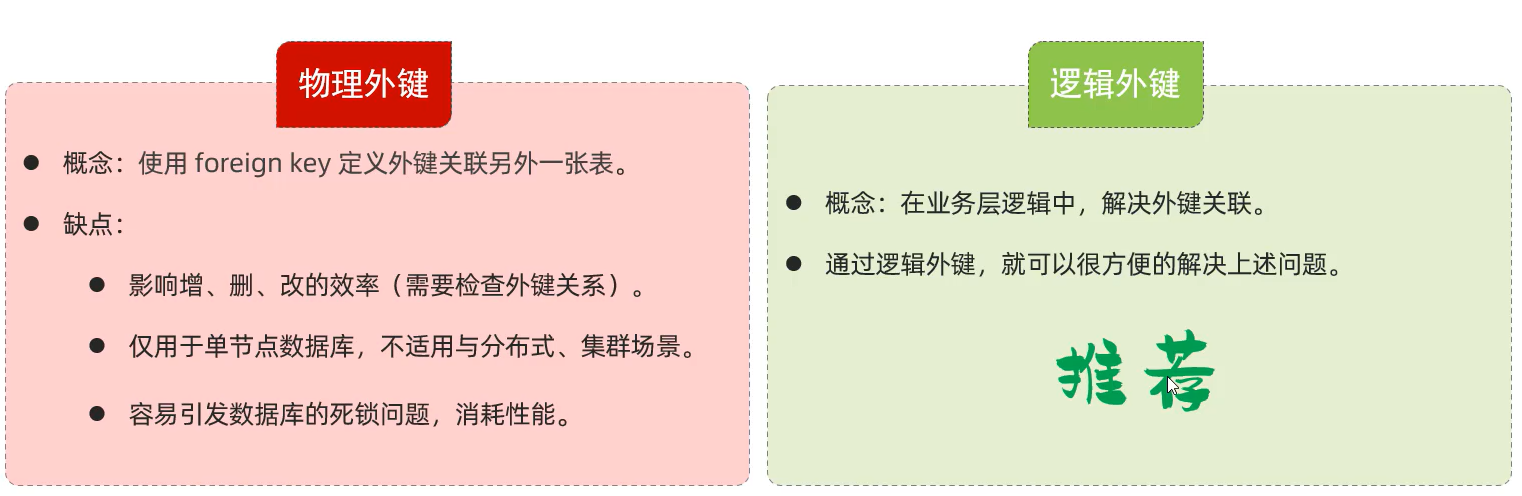 物理外键
概念：使用 foreign key 定义外键关联另外一张表。
缺点：
影响增、删、改的效率（需要检查外键关系）。
仅用于单节点数据库，不适用与分布式、集群场景。
容易引发数据库的死锁问题，消耗性能。
逻辑外键
概念：在业务层逻辑中，解决外键关联。
通过逻辑外键，就可以很方便的解决上述问题。
推荐